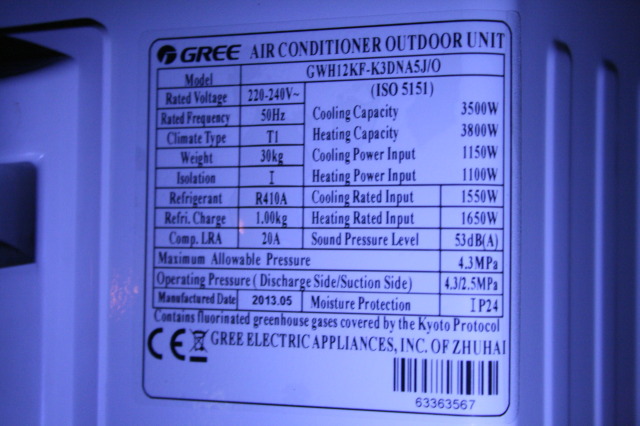 GREE AIR CONDITIONER OUTDOOR UNIT
Model GWH12KF-K3DNA5J/O
Rated Voltage 220-240V~ (ISO 5151)
Rated Frequency 50Hz Cooling Capacity 3500W
Climate Type T1 Heating Capacity 3800W
Weight 30kg Cooling Power Input 1150W
Isolation I Heating Power Input 1100W
Refrigerant R410A Cooling Rated Input 1550W
Refri. Charge 1.00kg Heating Rated Input 1650W
Comp. LRA 20A Sound Pressure Level 53dB(A)
Maximum Allowable Pressure 4.3MPa
Operating Pressure ( Discharge Side/Suction Side) 4.3/2.5MPa
Manufactured Date 2013.05 Moisture Protection IP24
Contains fluorinated greenhouse gases covered by the Kyoto Protocol
CE GREE ELECTRIC APPLIANCES, INC. OF ZHUHAI
63363567